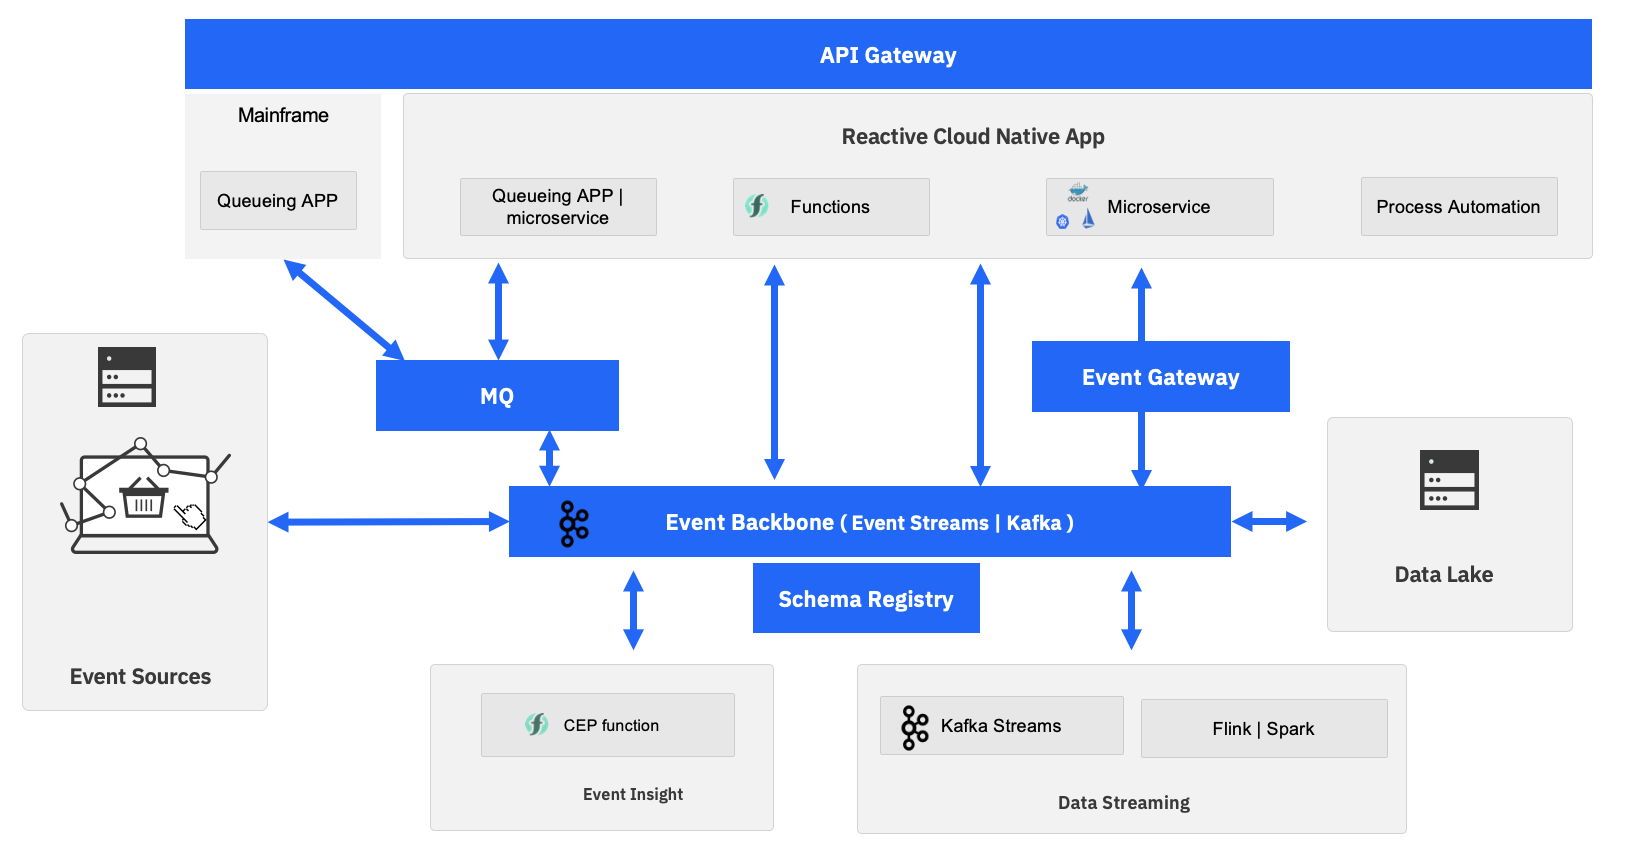 API Gateway
Mainframe
Reactive Cloud Native App
Queueing APP
Queueing APP |
microservice
Functions
docker
Microservice
Process Automation
MQ
Event Gateway
Event Backbone ( Event Streams | Kafka )
Schema Registry
Data Lake
Event Sources
CEP function
Event Insight
Kafka Streams
Flink | Spark
Data Streaming